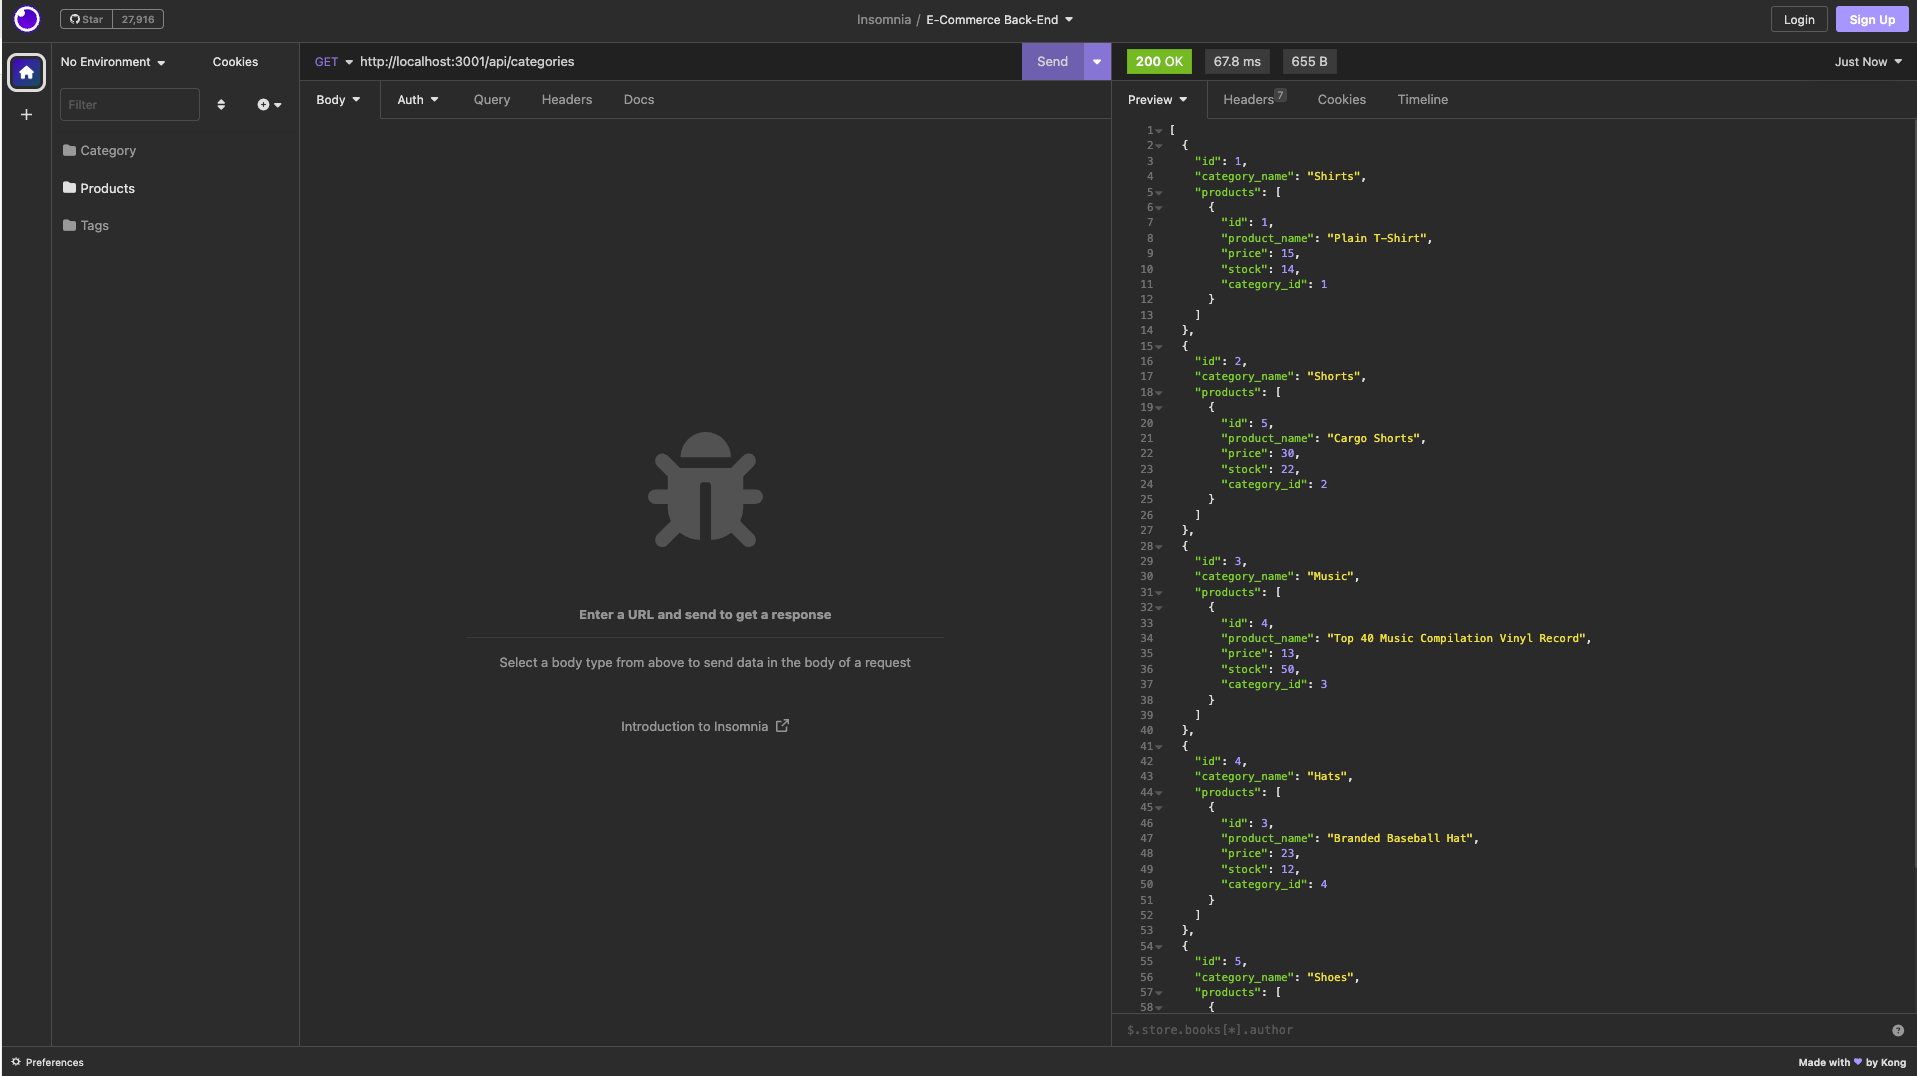 Star 27,916
Insomnia / E-Commerce Back-End
Login
Sign Up
No Environment
Cookies
Filter
Category
Products
Tags
GET http://localhost:3001/api/categories
Send
Body
Auth
Query
Headers
Docs
Enter a URL and send to get a response
Select a body type from above to send data in the body of a request
Introduction to Insomnia
200 OK
67.8 ms
655 B
Just Now
Preview
Headers 7
Cookies
Timeline
1 [
2 {
3 "id": 1,
4 "category_name": "Shirts",
5 "products": [
6 {
7 "id": 1,
8 "product_name": "Plain T-Shirt",
9 "price": 15,
10 "stock": 14,
11 "category_id": 1
12 }
13 ]
14 },
15 {
16 "id": 2,
17 "category_name": "Shorts",
18 "products": [
19 {
20 "id": 5,
21 "product_name": "Cargo Shorts",
22 "price": 30,
23 "stock": 22,
24 "category_id": 2
25 }
26 ]
27 },
28 {
29 "id": 3,
30 "category_name": "Music",
31 "products": [
32 {
33 "id": 4,
34 "product_name": "Top 40 Music Compilation Vinyl Record",
35 "price": 13,
36 "stock": 50,
37 "category_id": 3
38 }
39 ]
40 },
41 {
42 "id": 4,
43 "category_name": "Hats",
44 "products": [
45 {
46 "id": 3,
47 "product_name": "Branded Baseball Hat",
48 "price": 23,
49 "stock": 12,
50 "category_id": 4
51 }
52 ]
53 },
54 {
55 "id": 5,
56 "category_name": "Shoes",
57 "products": [
58 {
$.store.books[*].author
Preferences
Made with ♥ by Kong